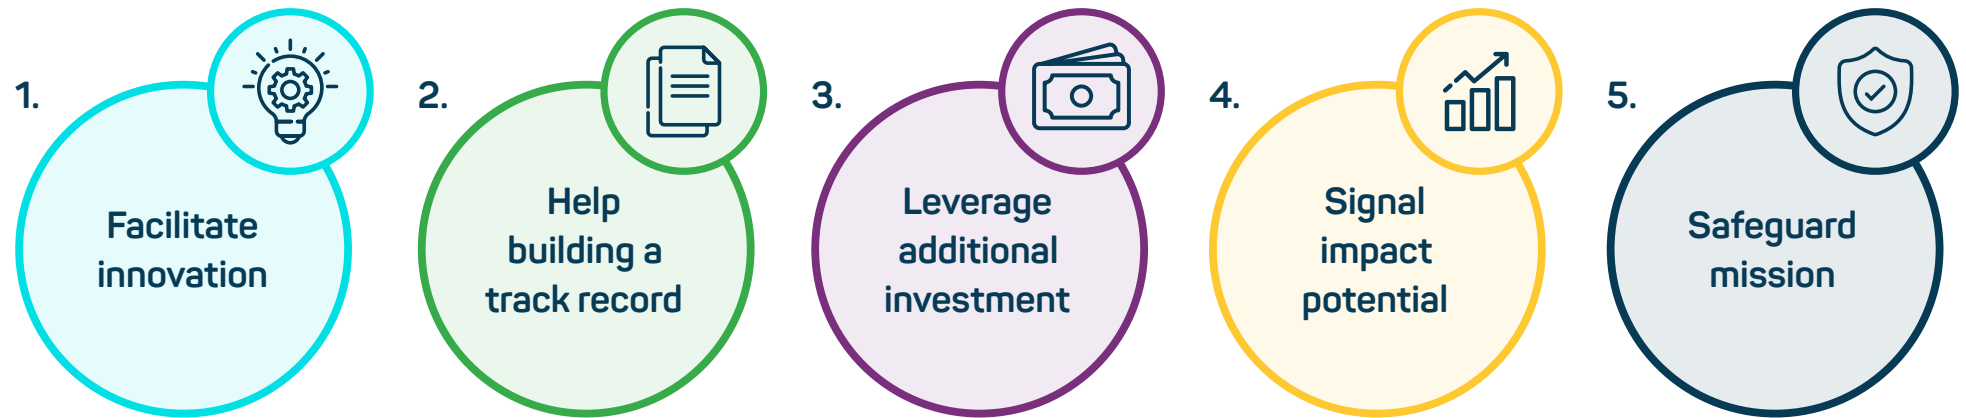 1.
Facilitate
innovation
2.
Help
building a
track record
3.
Leverage
additional
investment
4.
Signal
impact
potential
5.
Safeguard
mission